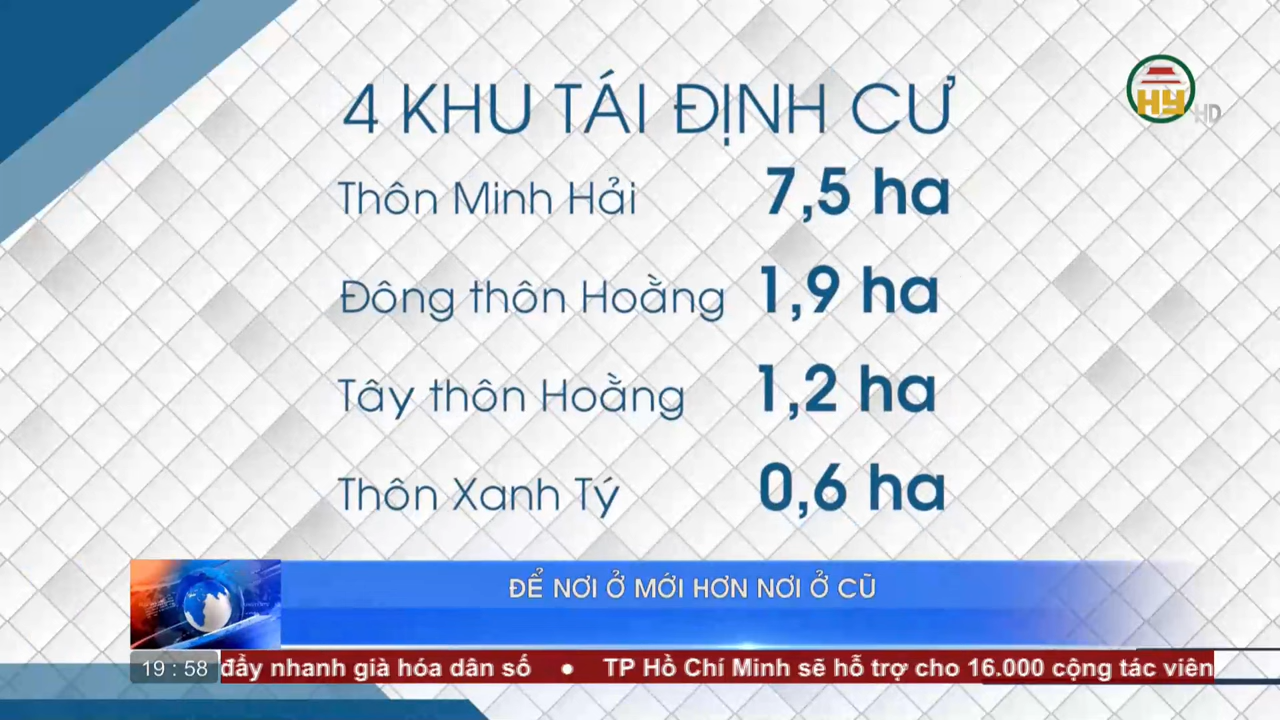 4 KHU TÁI ĐỊNH CƯ
HY HD
Thôn Minh Hải 7,5 ha
Đông thôn Hoằng 1,9 ha
Tây thôn Hoằng 1,2 ha
Thôn Xanh Tý 0,6 ha
ĐỂ NƠI Ở MỚI HƠN NƠI Ở CŨ
19 : 58 đẩy nhanh già hóa dân số ● TP Hồ Chí Minh sẽ hỗ trợ cho 16.000 cộng tác viên